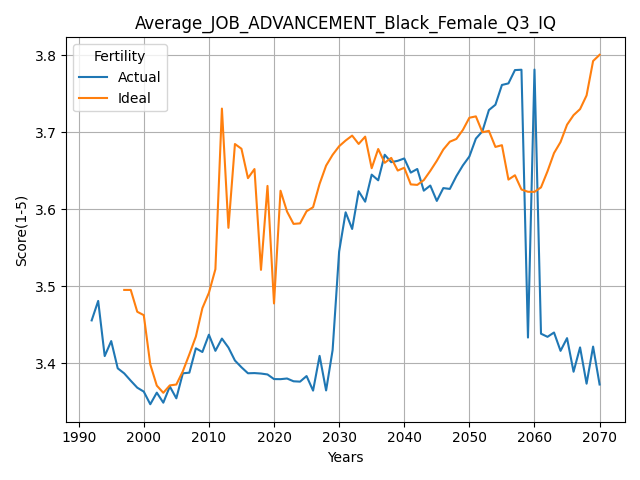 Average_JOB_ADVANCEMENT_Black_Female_Q3_IQ
Fertility
Actual
Ideal
Score(1-5)
3.8
3.7
3.6
3.5
3.4
1990 2000 2010 2020 2030 2040 2050 2060 2070
Years